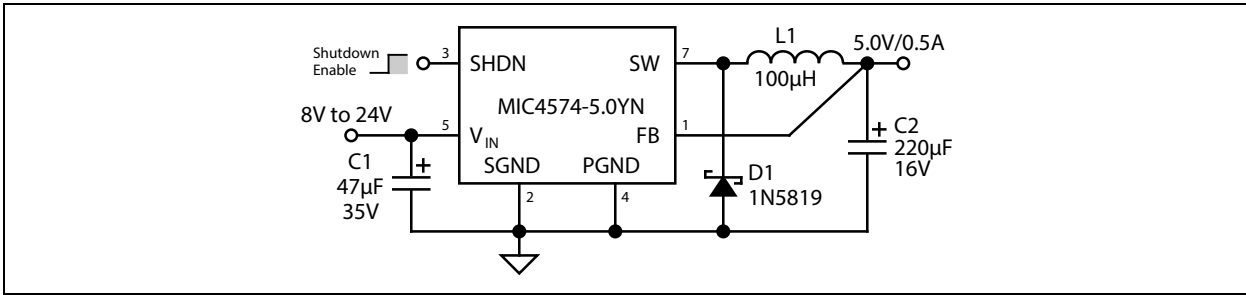 L1
5.0V/0.5A
Shutdown
Enable
3
SHDN
SW
7
100µH
MIC4574-5.0YN
8V to 24V
5
VIN
FB
1
C2
220µF
16V
C1
47µF
35V
+
+
SGND
PGND
D1
1N5819
2
4